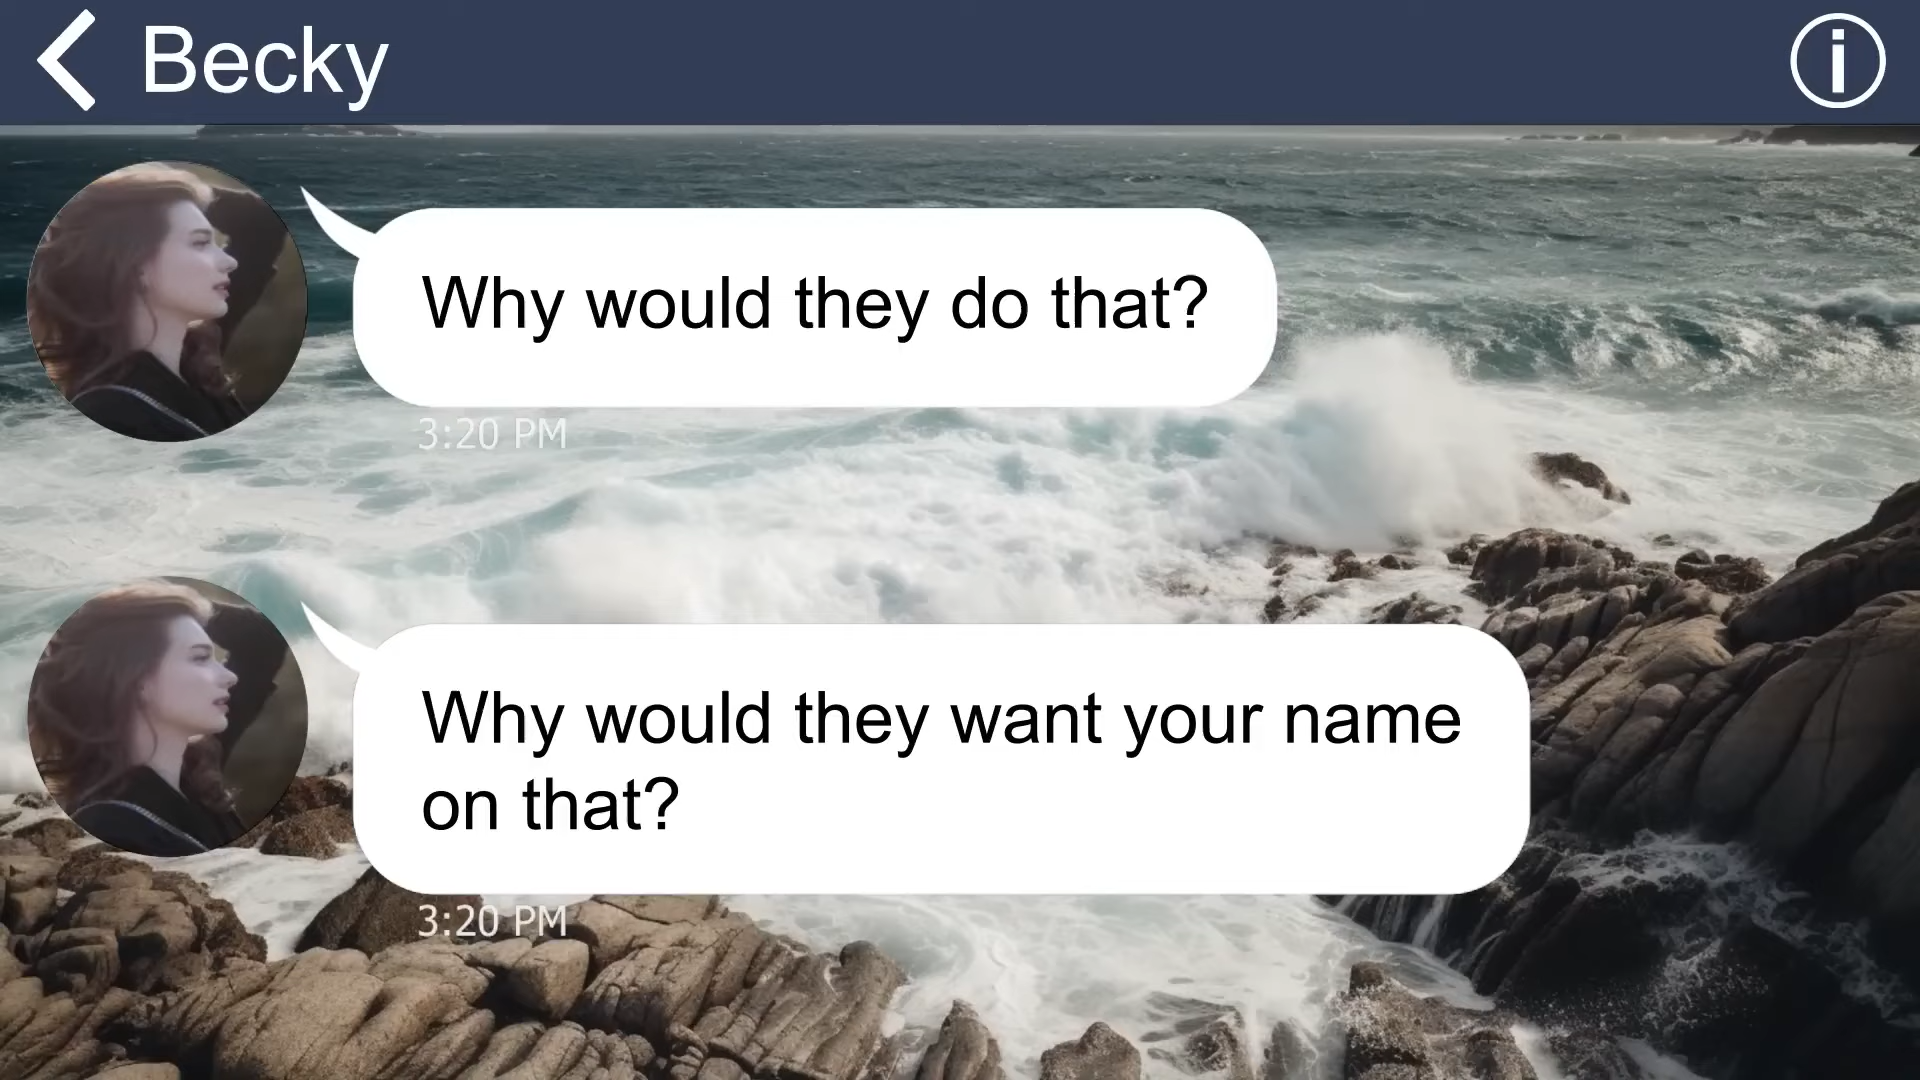 Becky
Why would they do that?
3:20 PM
Why would they want your name
on that?
3:20 PM